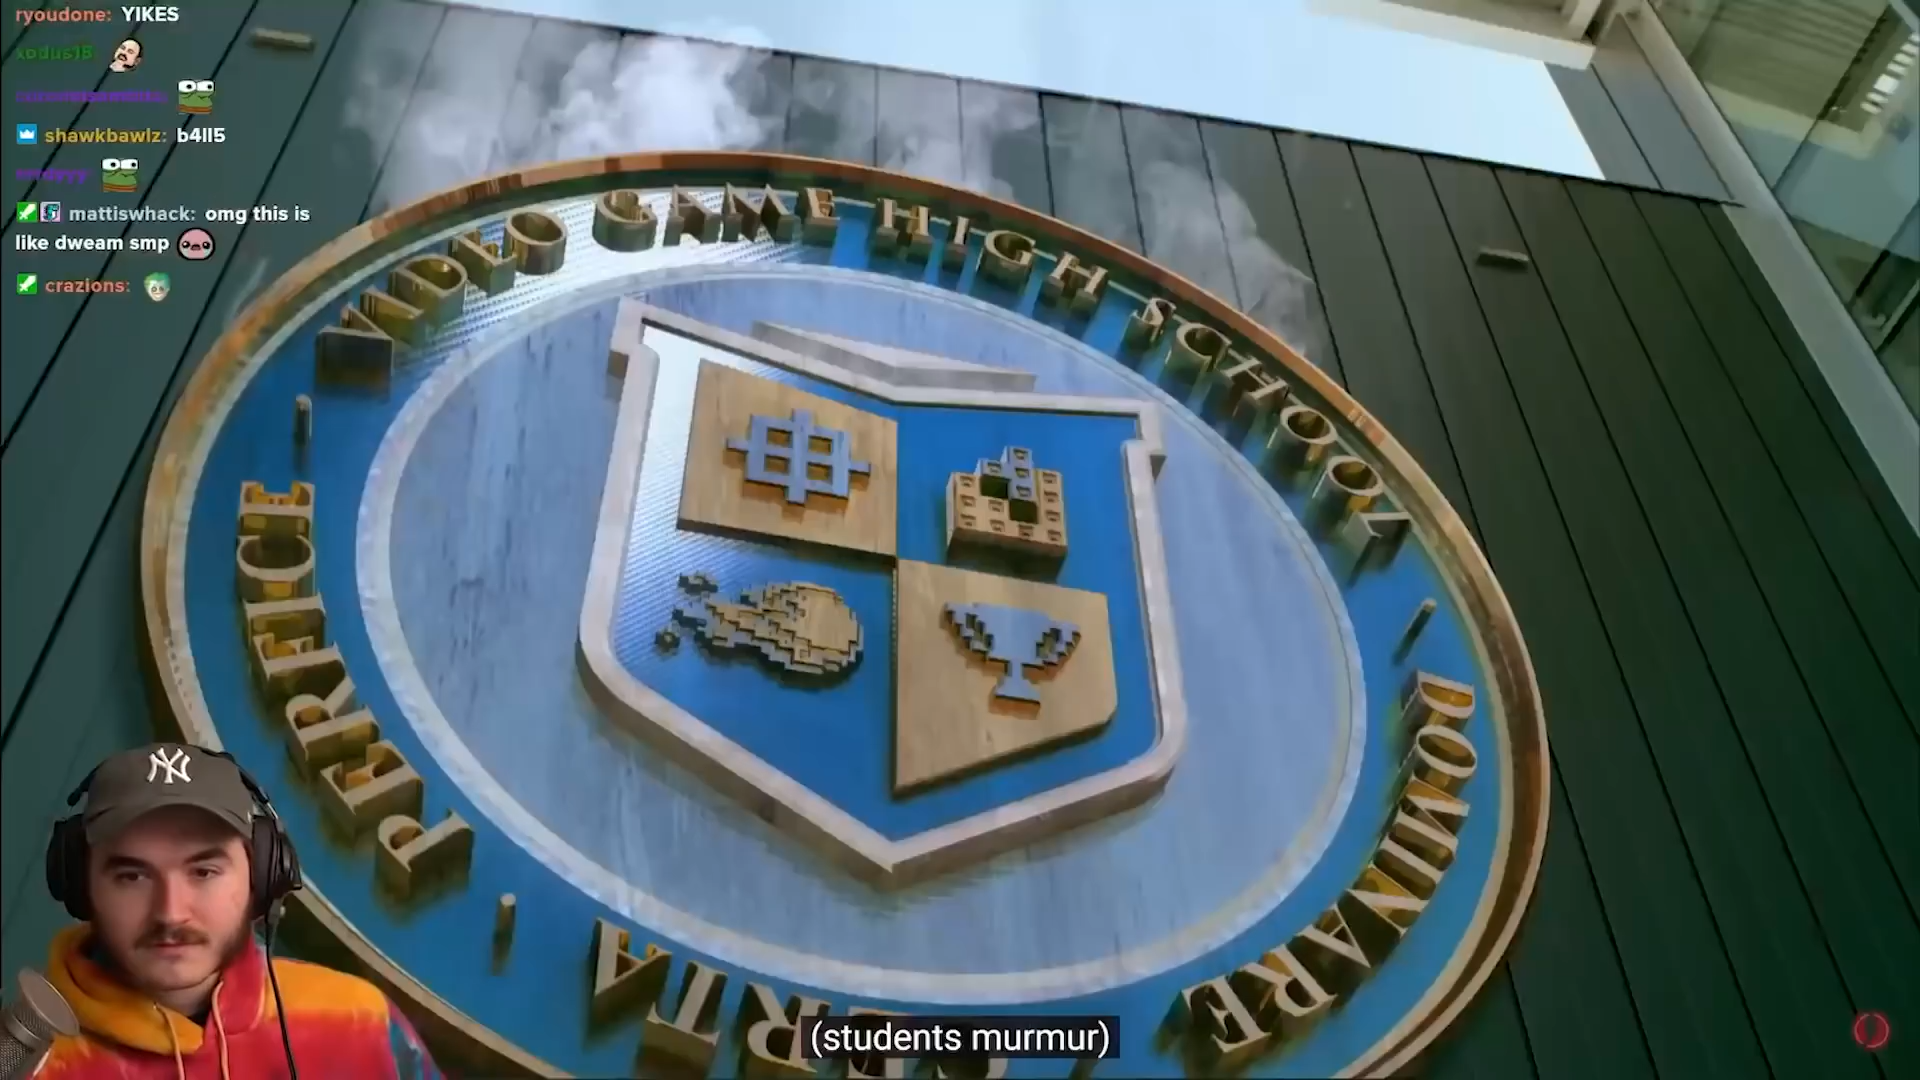 ryoudone: YIKES
xodus18
shawkbawlz: b4ll5
mattiswhack: omg this is
like dweam smp
crazions:
GAME HIGH SCHOOL
DOMINARE
PERFICE
NY
(students murmur)